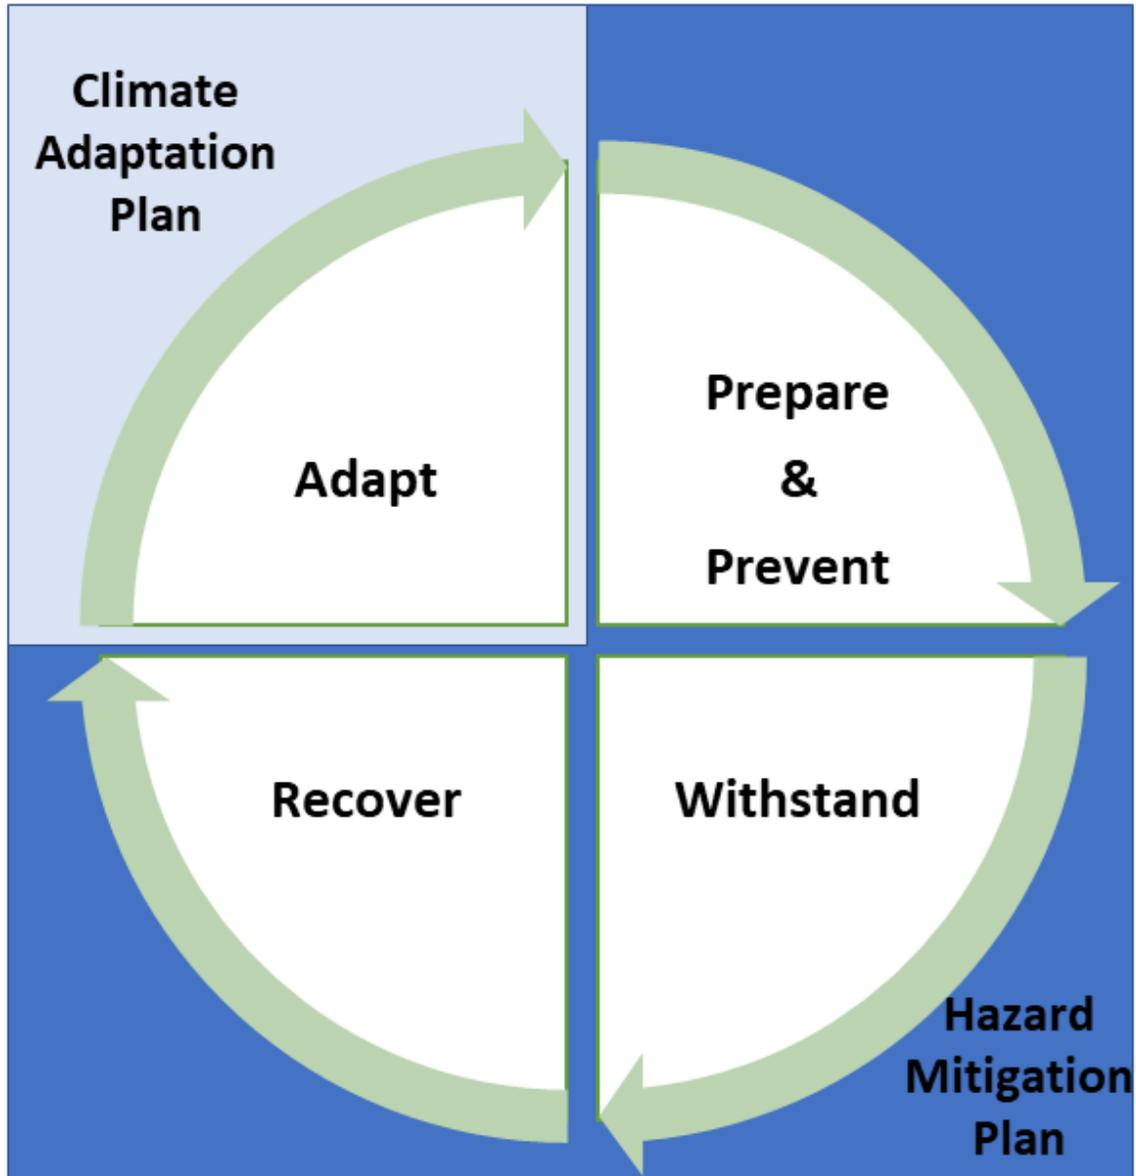 Climate
Adaptation
Plan
Adapt
Prepare
&
Prevent
Recover
Withstand
Hazard
Mitigation
Plan